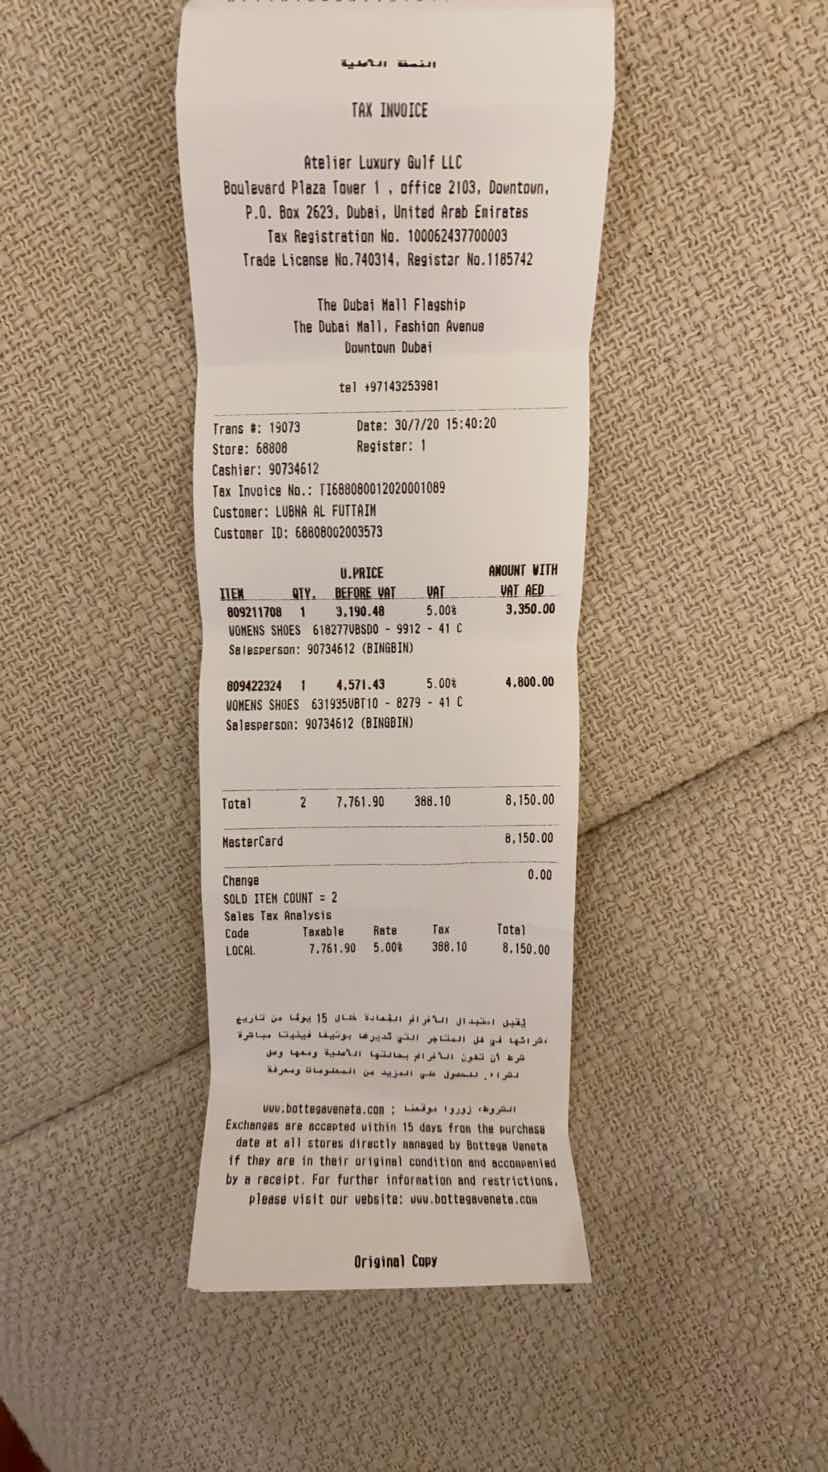 النسخة الأصلية
TAX INVOICE
Atelier Luxury Gulf LLC
Boulevard Plaza Tower 1 , office 2103, Downtown,
P.O. Box 2623, Dubai, United Arab Emirates
Tax Registration No. 100062437700003
Trade License No.740314, Register No.1185742
The Dubai Mall Flagship
The Dubai Mall, Fashion Avenue
Downtown Dubai
tel +97143253981
Trans #: 19073 Date: 30/7/20 15:40:20
Store: 68808 Register: 1
Cashier: 90734612
Tax Invoice No.: TI688080012020001089
Customer: LUBNA AL FUTTAIM
Customer ID: 68808002003573
U.PRICE AMOUNT WITH
ITEM QTY. BEFORE VAT VAT VAT AED
809211708 1 3,190.48 5.00% 3,350.00
WOMENS SHOES 618277VBSD0 - 9912 - 41 C
Salesperson: 90734612 (BINGBIN)
809422324 1 4,571.43 5.00% 4,800.00
WOMENS SHOES 631935VBT10 - 8279 - 41 C
Salesperson: 90734612 (BINGBIN)
Total 2 7,761.90 388.10 8,150.00
MasterCard 8,150.00
Change 0.00
SOLD ITEM COUNT = 2
Sales Tax Analysis
Code Taxable Rate Tax Total
LOCAL 7,761.90 5.00% 388.10 8,150.00
يُقبل استبدال الأغراض المُعادة خلال 15 يومًا من تاريخ
شرائها في كل المتاجر التي تُديرها بوتيغا فينيتا مباشرة
شرط أن تكون الأغراض بحالتها الأصلية ومعها وصل
لشراء. للحصول على المزيد من المعلومات ومعرفة
الشروط، زوروا موقعنا : www.bottegaveneta.com
Exchanges are accepted within 15 days from the purchase
date at all stores directly managed by Bottega Veneta
if they are in their original condition and accompanied
by a receipt. For further information and restrictions,
please visit our website: www.bottegaveneta.com
Original Copy